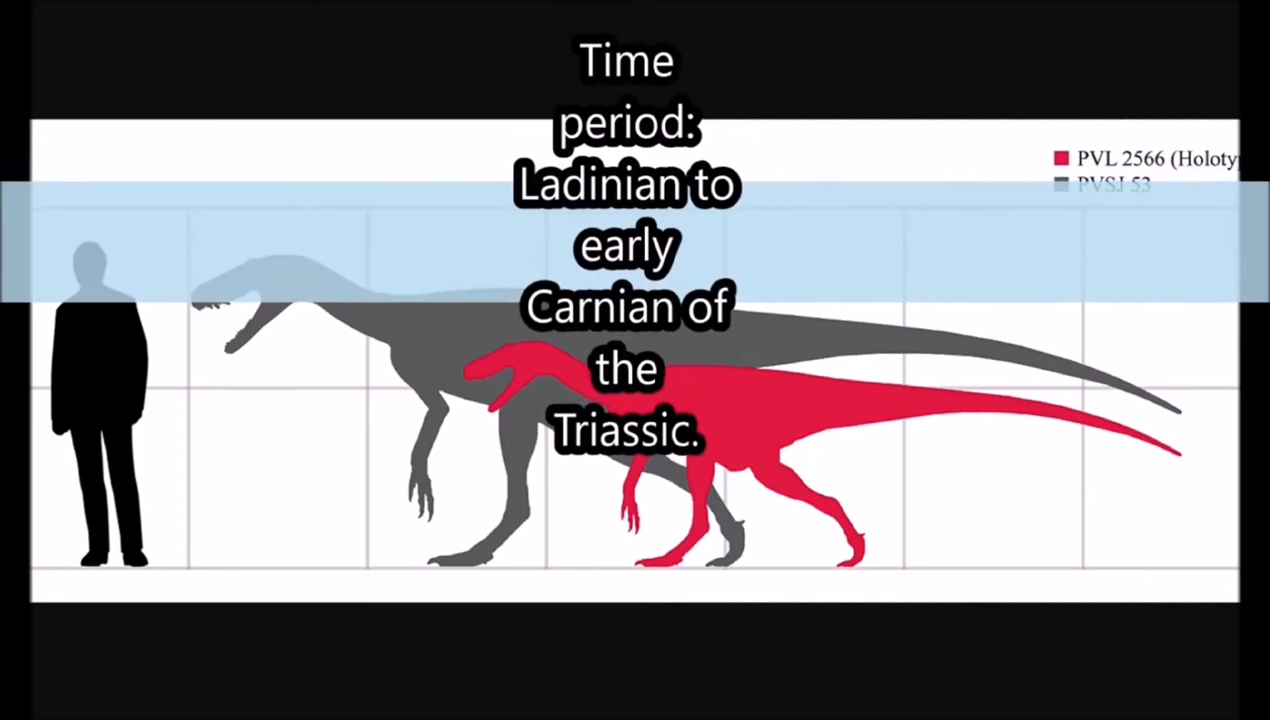 Time
period:
Ladinian to
early
Carnian of
the
Triassic.
PVL 2566 (Holoty
PVSJ 53